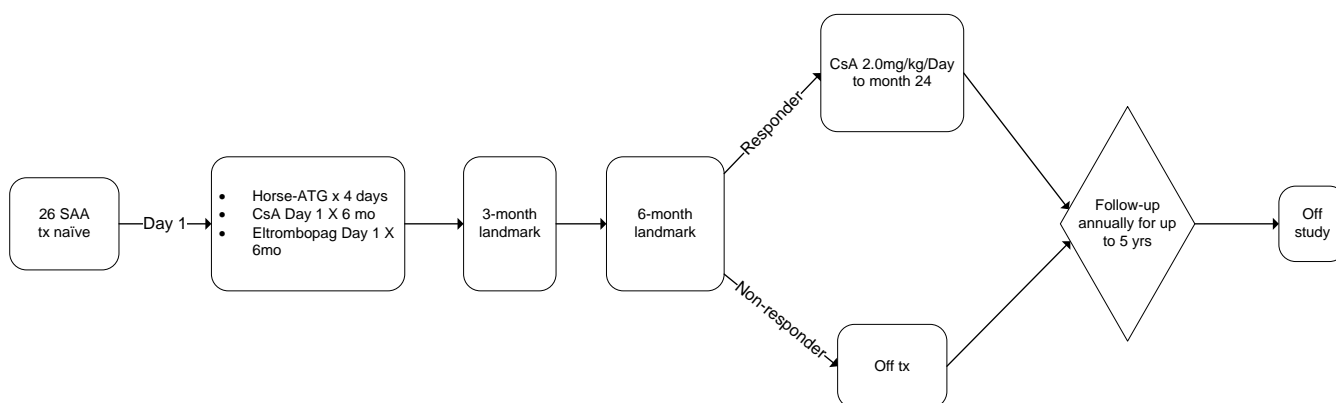 26 SAA
tx naïve
Day 1
• Horse-ATG x 4 days
• CsA Day 1 X 6 mo
• Eltrombopag Day 1 X
6mo
3-month
landmark
6-month
landmark
Responder
CsA 2.0mg/kg/Day
to month 24
Non-responder
Off tx
Follow-up
annually for up
to 5 yrs
Off
study